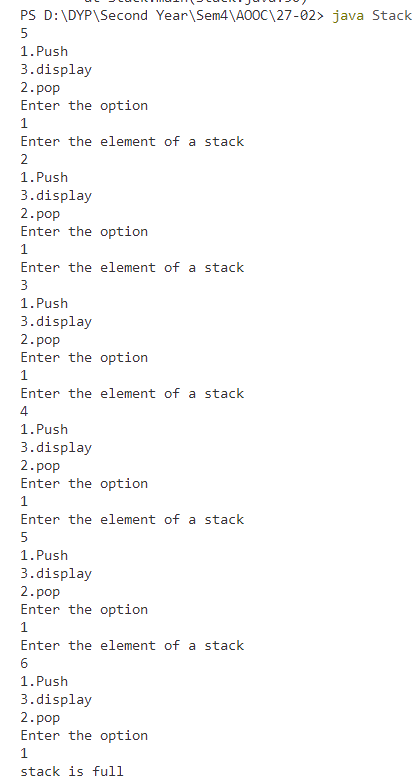 PS D:\DYP\Second Year\Sem4\AOOC\27-02> java Stack
5
1.Push
3.display
2.pop
Enter the option
1
Enter the element of a stack
2
1.Push
3.display
2.pop
Enter the option
1
Enter the element of a stack
3
1.Push
3.display
2.pop
Enter the option
1
Enter the element of a stack
4
1.Push
3.display
2.pop
Enter the option
1
Enter the element of a stack
5
1.Push
3.display
2.pop
Enter the option
1
Enter the element of a stack
6
1.Push
3.display
2.pop
Enter the option
1
stack is full